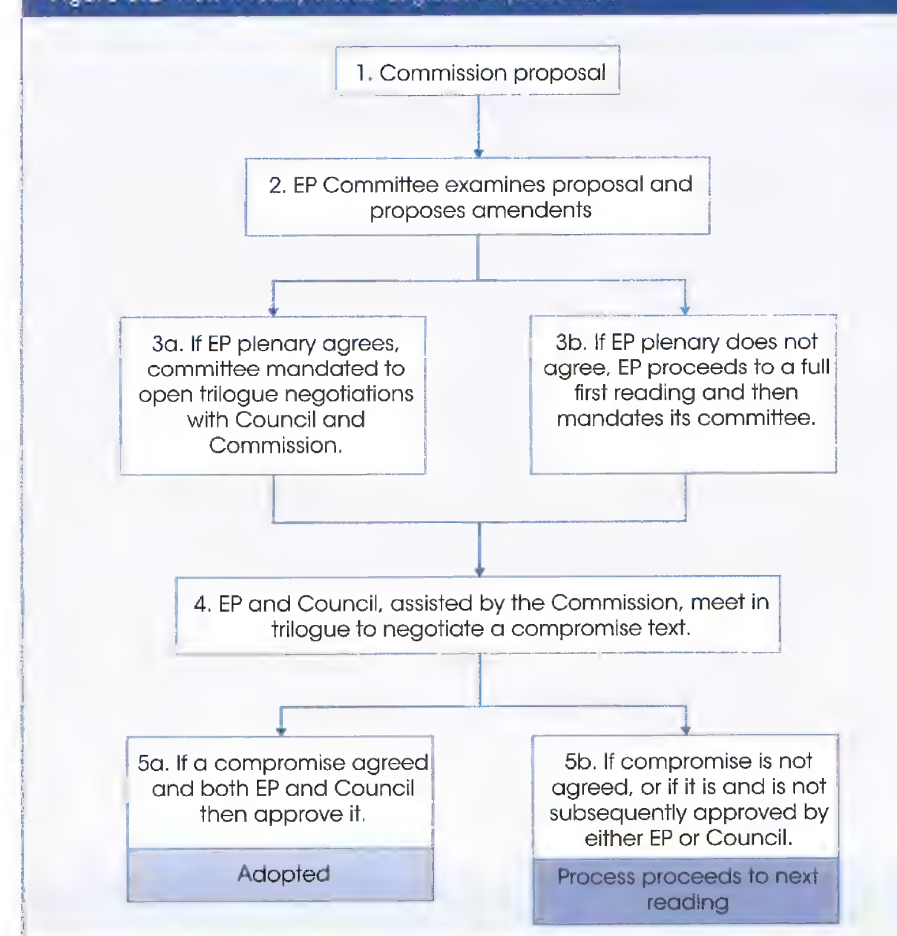 1. Commission proposal
2. EP Committee examines proposal and
proposes amendents
3a. If EP plenary agrees,
committee mandated to
open trilogue negotiations
with Council and
Commission.
3b. If EP plenary does not
agree, EP proceeds to a full
first reading and then
mandates its committee.
4. EP and Council, assisted by the Commission, meet in
trilogue to negotiate a compromise text.
5a. If a compromise agreed
and both EP and Council
then approve it.
Adopted
5b. If compromise is not
agreed, or if it is and is not
subsequently approved by
either EP or Council.
Process proceeds to next
reading